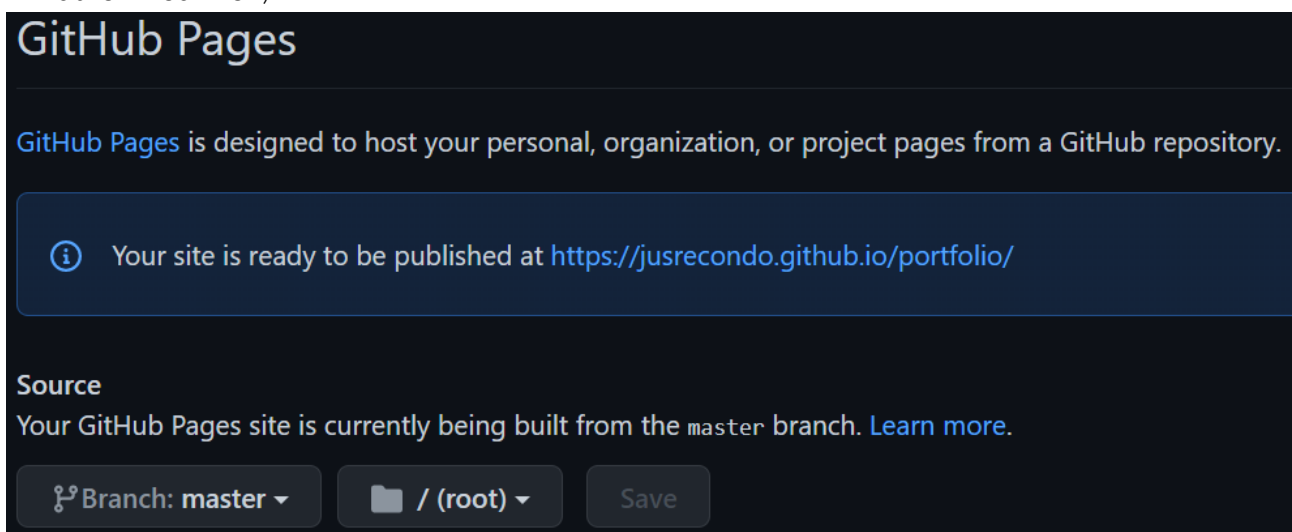 GitHub Pages
GitHub Pages is designed to host your personal, organization, or project pages from a GitHub repository.
Your site is ready to be published at https://jusrecondo.github.io/portfolio/
Source
Your GitHub Pages site is currently being built from the master branch. Learn more.
Branch: master / (root) Save